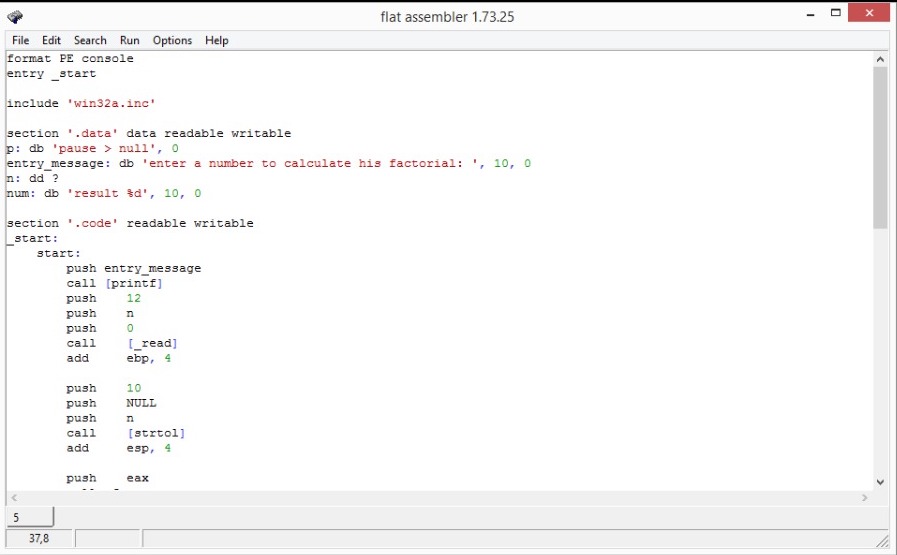 flat assembler 1.73.25
File Edit Search Run Options Help
format PE console
entry _start
include 'win32a.inc'
section '.data' data readable writable
p: db 'pause > null', 0
entry_message: db 'enter a number to calculate his factorial: ', 10, 0
n: dd ?
num: db 'result %d', 10, 0
section '.code' readable writable
_start:
start:
push entry_message
call [printf]
push 12
push n
push 0
call [_read]
add ebp, 4
push 10
push NULL
push n
call [strtol]
add esp, 4
push eax
5
37,8